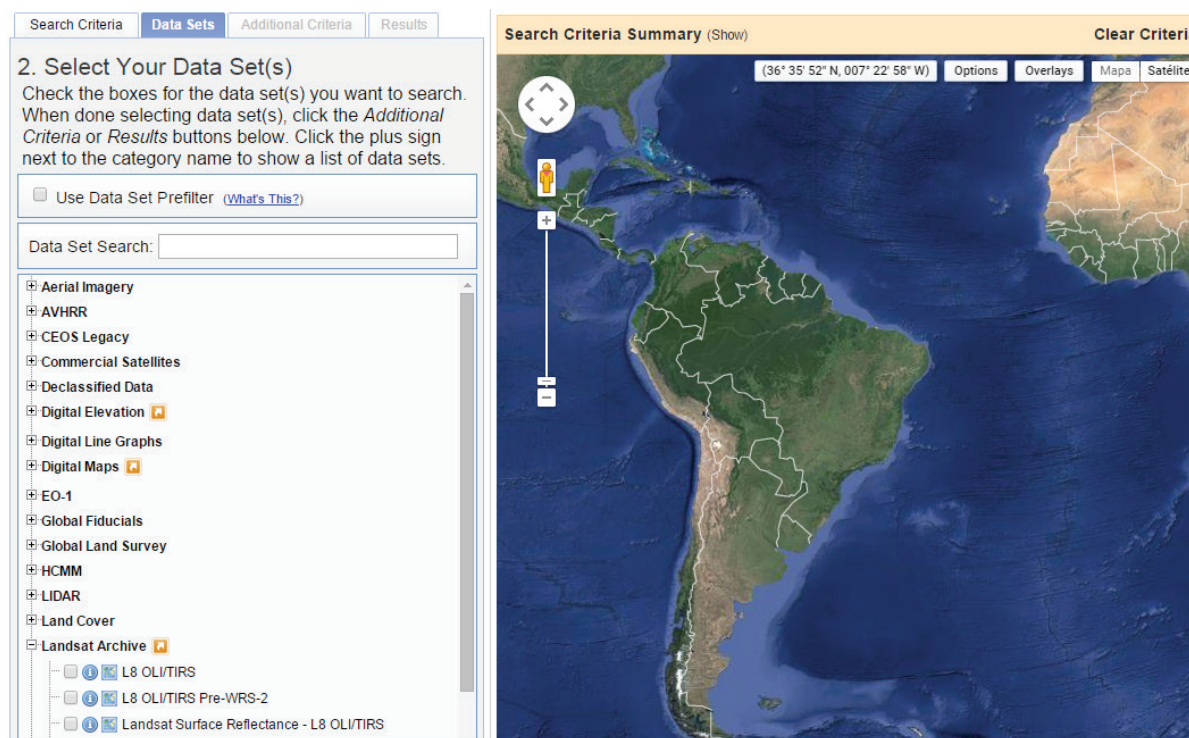 Search Criteria
Data Sets
Additional Criteria
Results
2. Select Your Data Set(s)
Check the boxes for the data set(s) you want to search.
When done selecting data set(s), click the Additional
Criteria or Results buttons below. Click the plus sign
next to the category name to show a list of data sets.
Use Data Set Prefilter (What's This?)
Data Set Search:
Aerial Imagery
AVHRR
CEOS Legacy
Commercial Satellites
Declassified Data
Digital Elevation
Digital Line Graphs
Digital Maps
EO-1
Global Fiducials
Global Land Survey
HCMM
LIDAR
Land Cover
Landsat Archive
L8 OLI/TIRS
L8 OLI/TIRS Pre-WRS-2
Landsat Surface Reflectance - L8 OLI/TIRS
Search Criteria Summary (Show)
Clear Criteria
(36° 35' 52" N, 007° 22' 58" W)
Options
Overlays
Mapa
Satélite